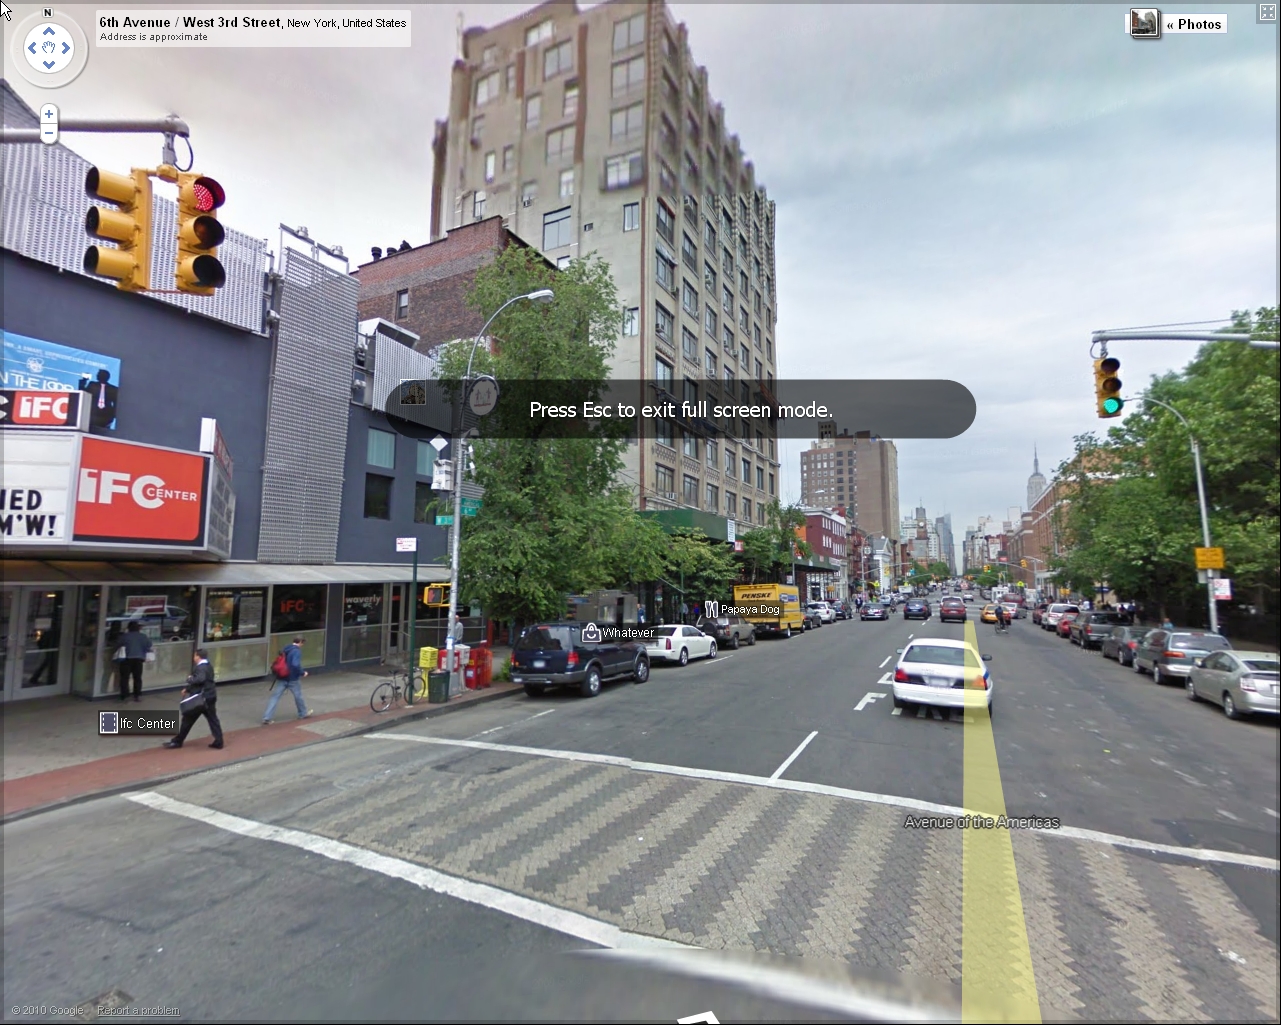 N
6th Avenue / West 3rd Street, New York, United States
Address is approximate
« Photos
+
−
Press Esc to exit full screen mode.
IN THE LOOP
C IFC
IFC CENTER
NED
M'W!
IFC
waverly
PENSKE
Papaya Dog
Whatever
Ifc Center
Avenue of the Americas
© 2010 Google
Report a problem